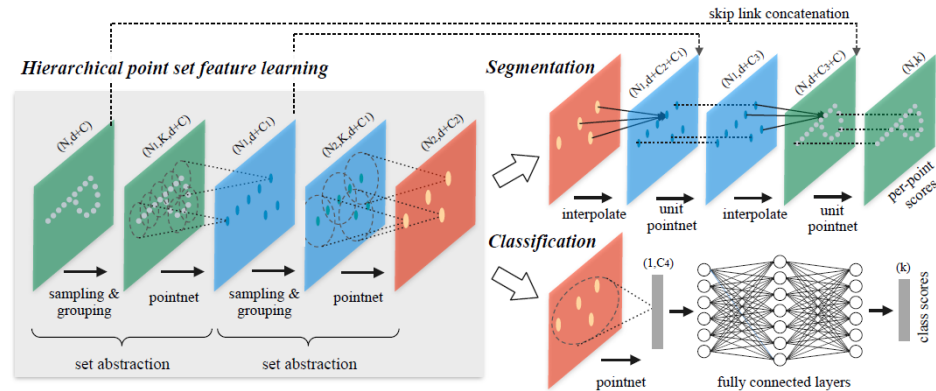 skip link concatenation
Hierarchical point set feature learning
(N,d+C)
(N1,K,d+C)
(N1,d+C1)
(N2,K,d+C1)
(N2,d+C2)
sampling &
grouping
pointnet
sampling &
grouping
pointnet
set abstraction
set abstraction
Segmentation
(N1,d+C2+C1)
(N1,d+C3)
(N,d+C3+C)
(N,k)
per-point
scores
interpolate
unit
pointnet
interpolate
unit
pointnet
Classification
(1,C4)
(k)
class scores
pointnet
fully connected layers